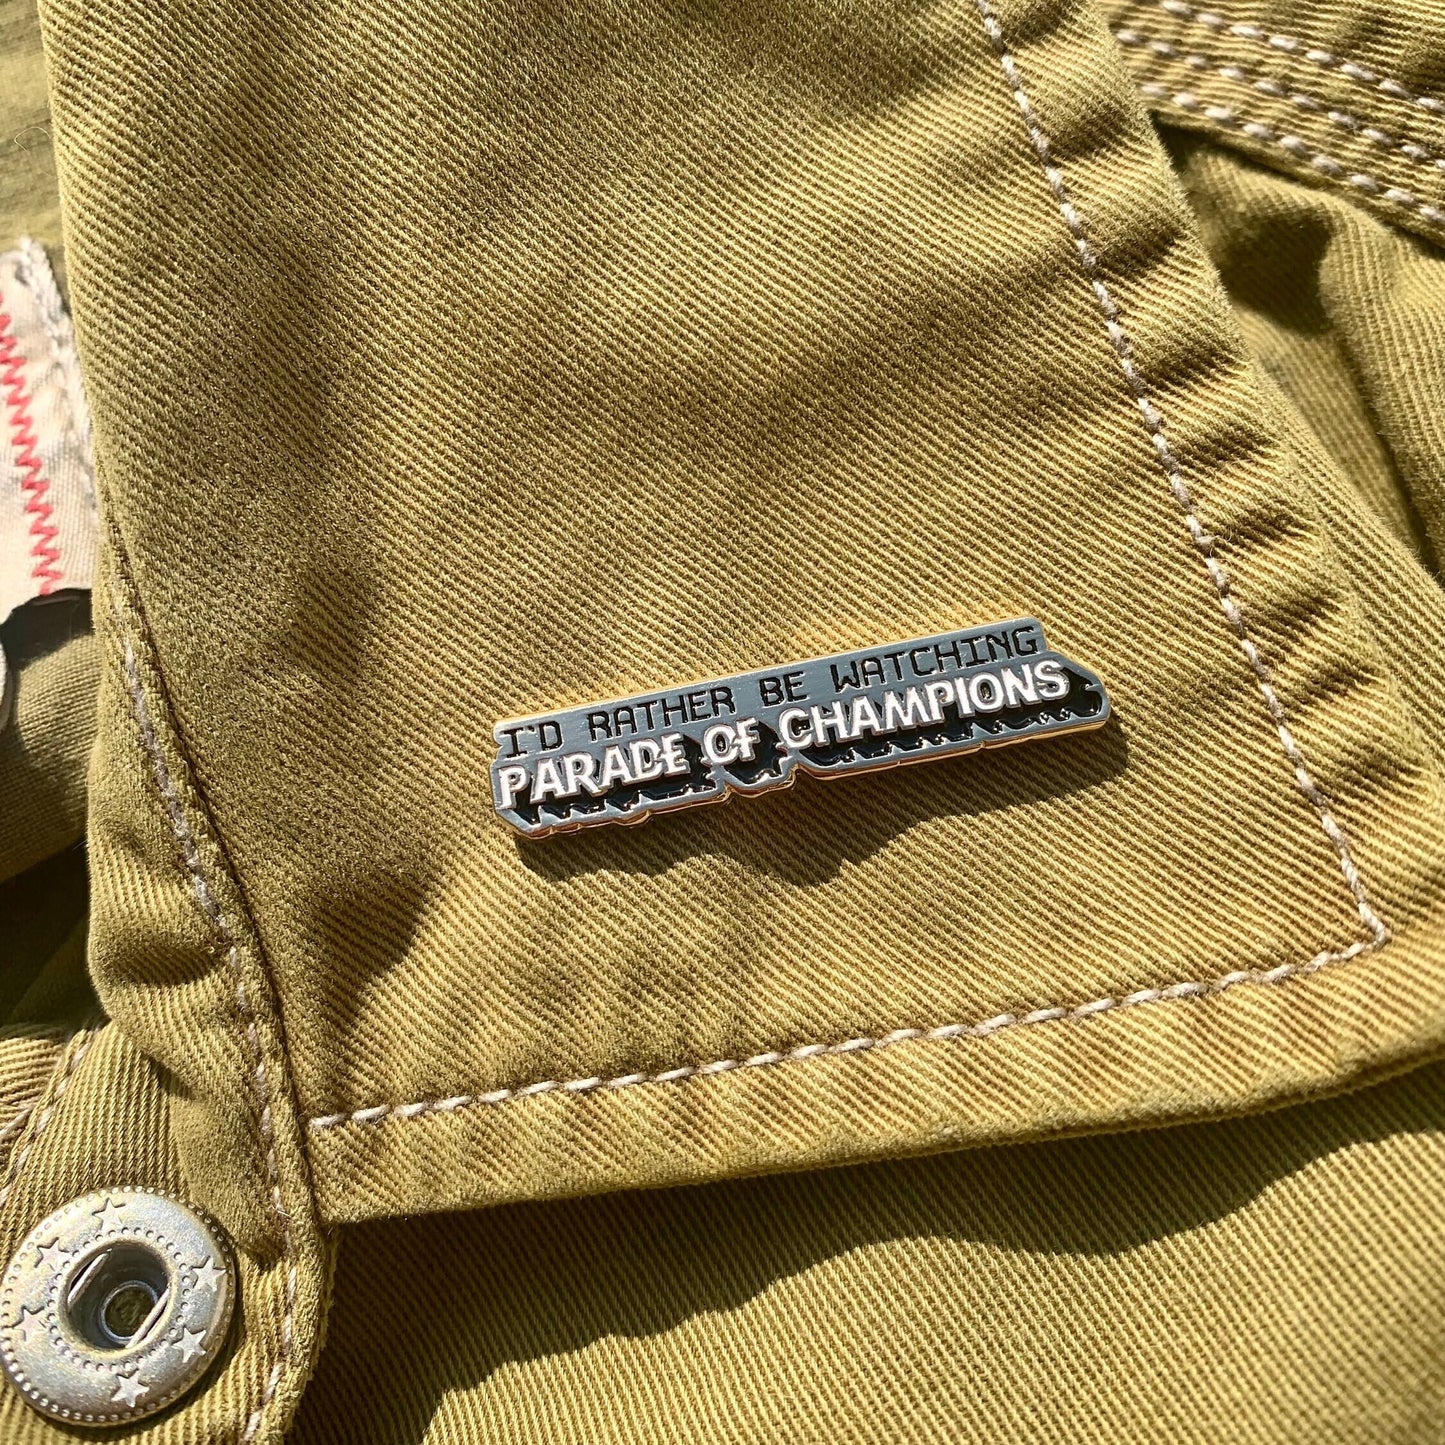 I'D RATHER BE WATCHING
PARADE OF CHAMPIONS